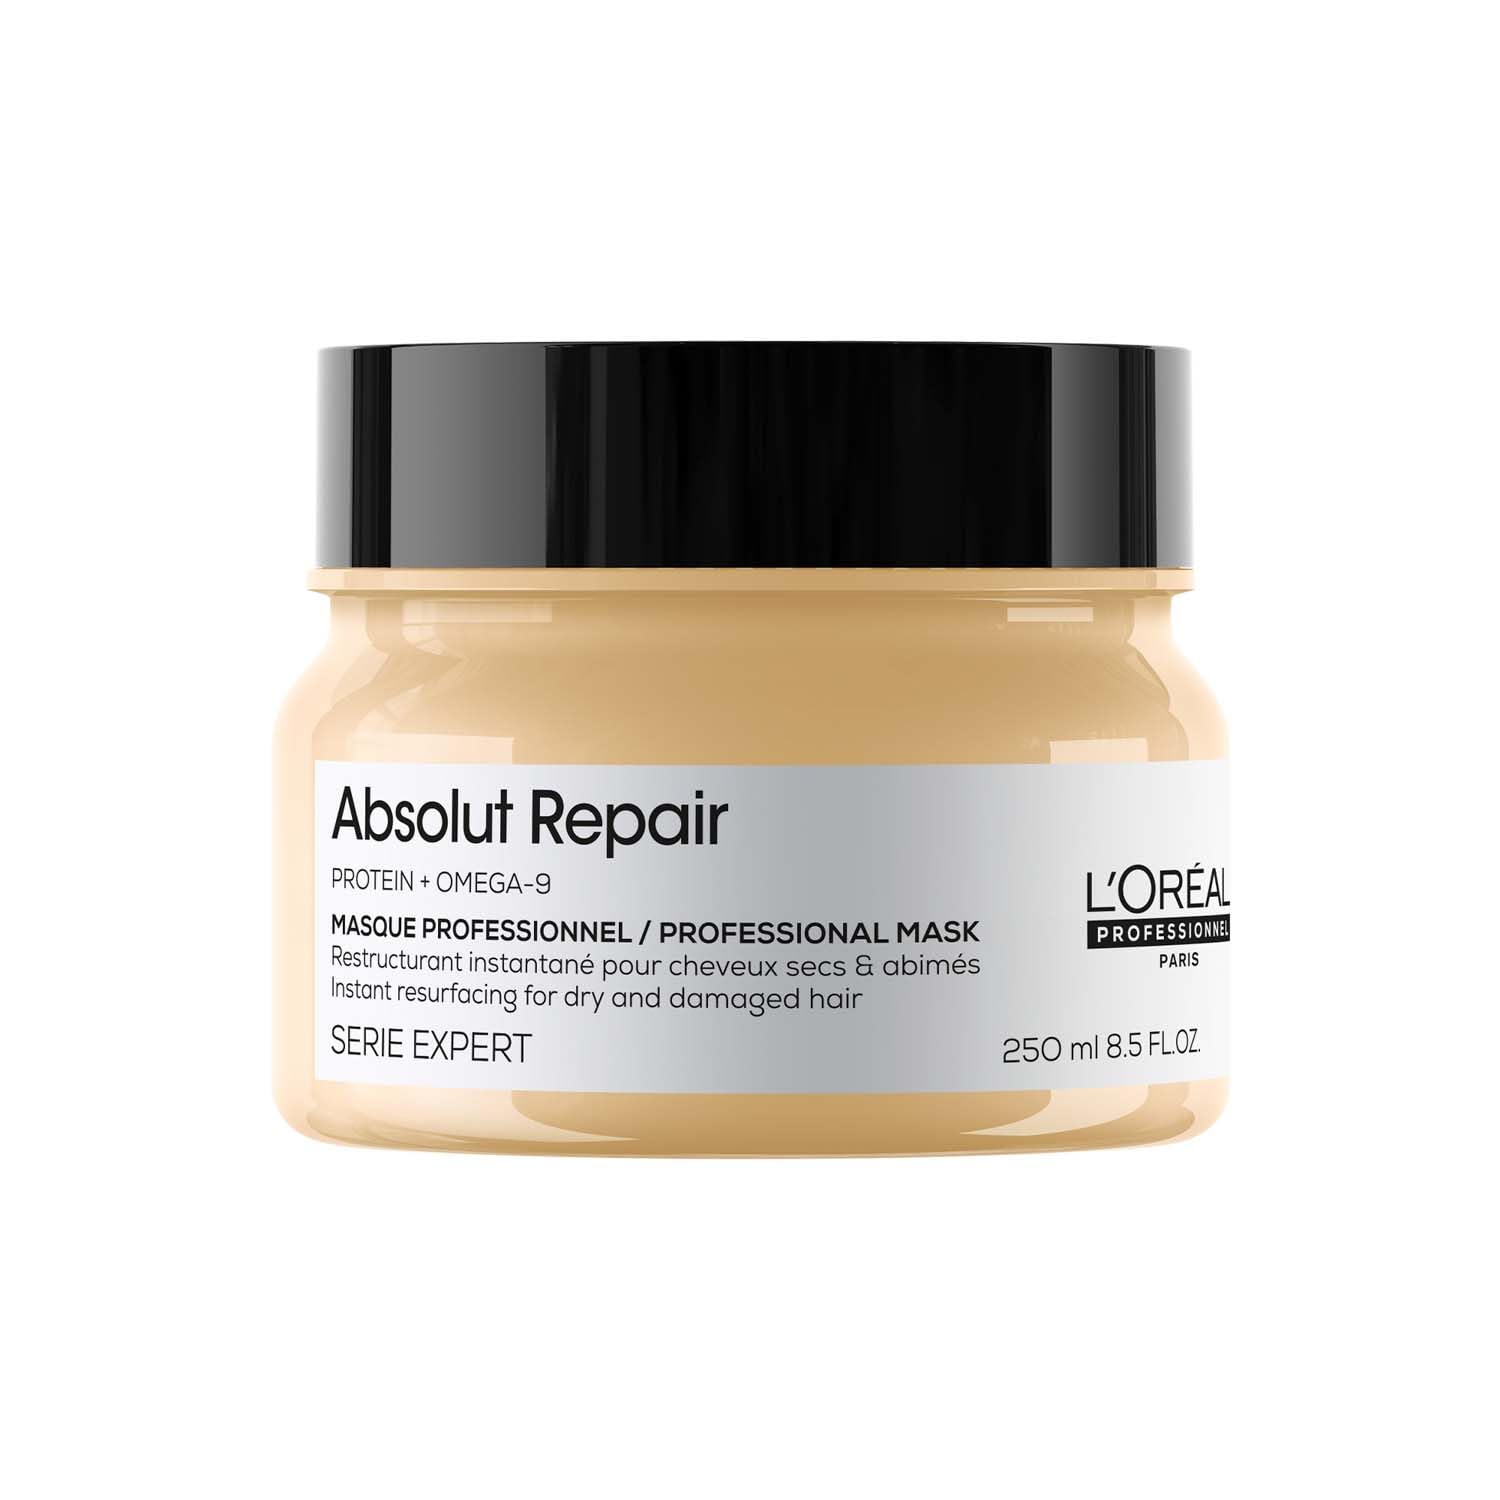 Absolut Repair
PROTEIN + OMEGA-9
MASQUE PROFESSIONNEL / PROFESSIONAL MASK
Restructurant instantané pour cheveux secs & abimés
Instant resurfacing for dry and damaged hair
SERIE EXPERT
L'ORÉAL
PROFESSIONNEL
PARIS
250 ml 8.5 FL.OZ.